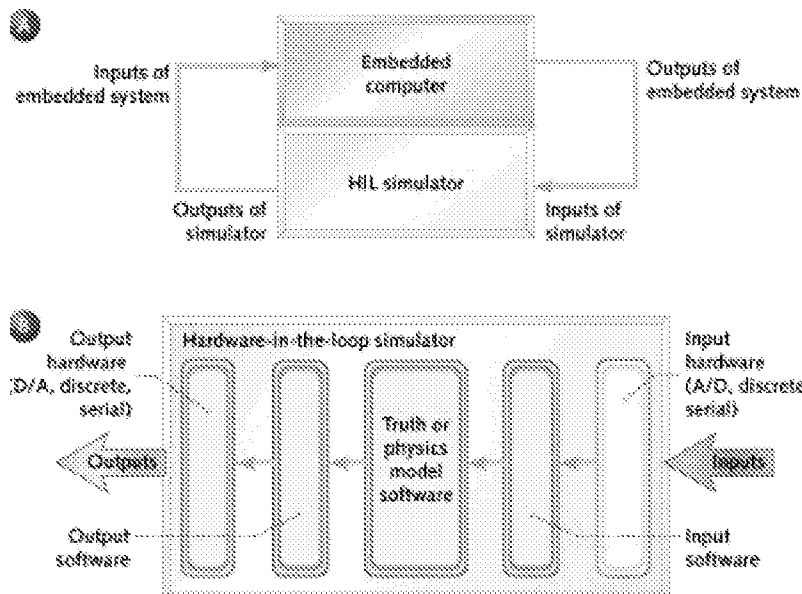 Inputs of
embedded system
Embedded
computer
Outputs of
embedded system
HIL simulator
Outputs of
simulator
Inputs of
simulator
Hardware-in-the-loop simulator
Output
hardware
(D/A, discrete,
serial)
Truth or
physics
model
software
Input
hardware
(A/D, discrete
serial)
Outputs
Inputs
Output
software
Input
software